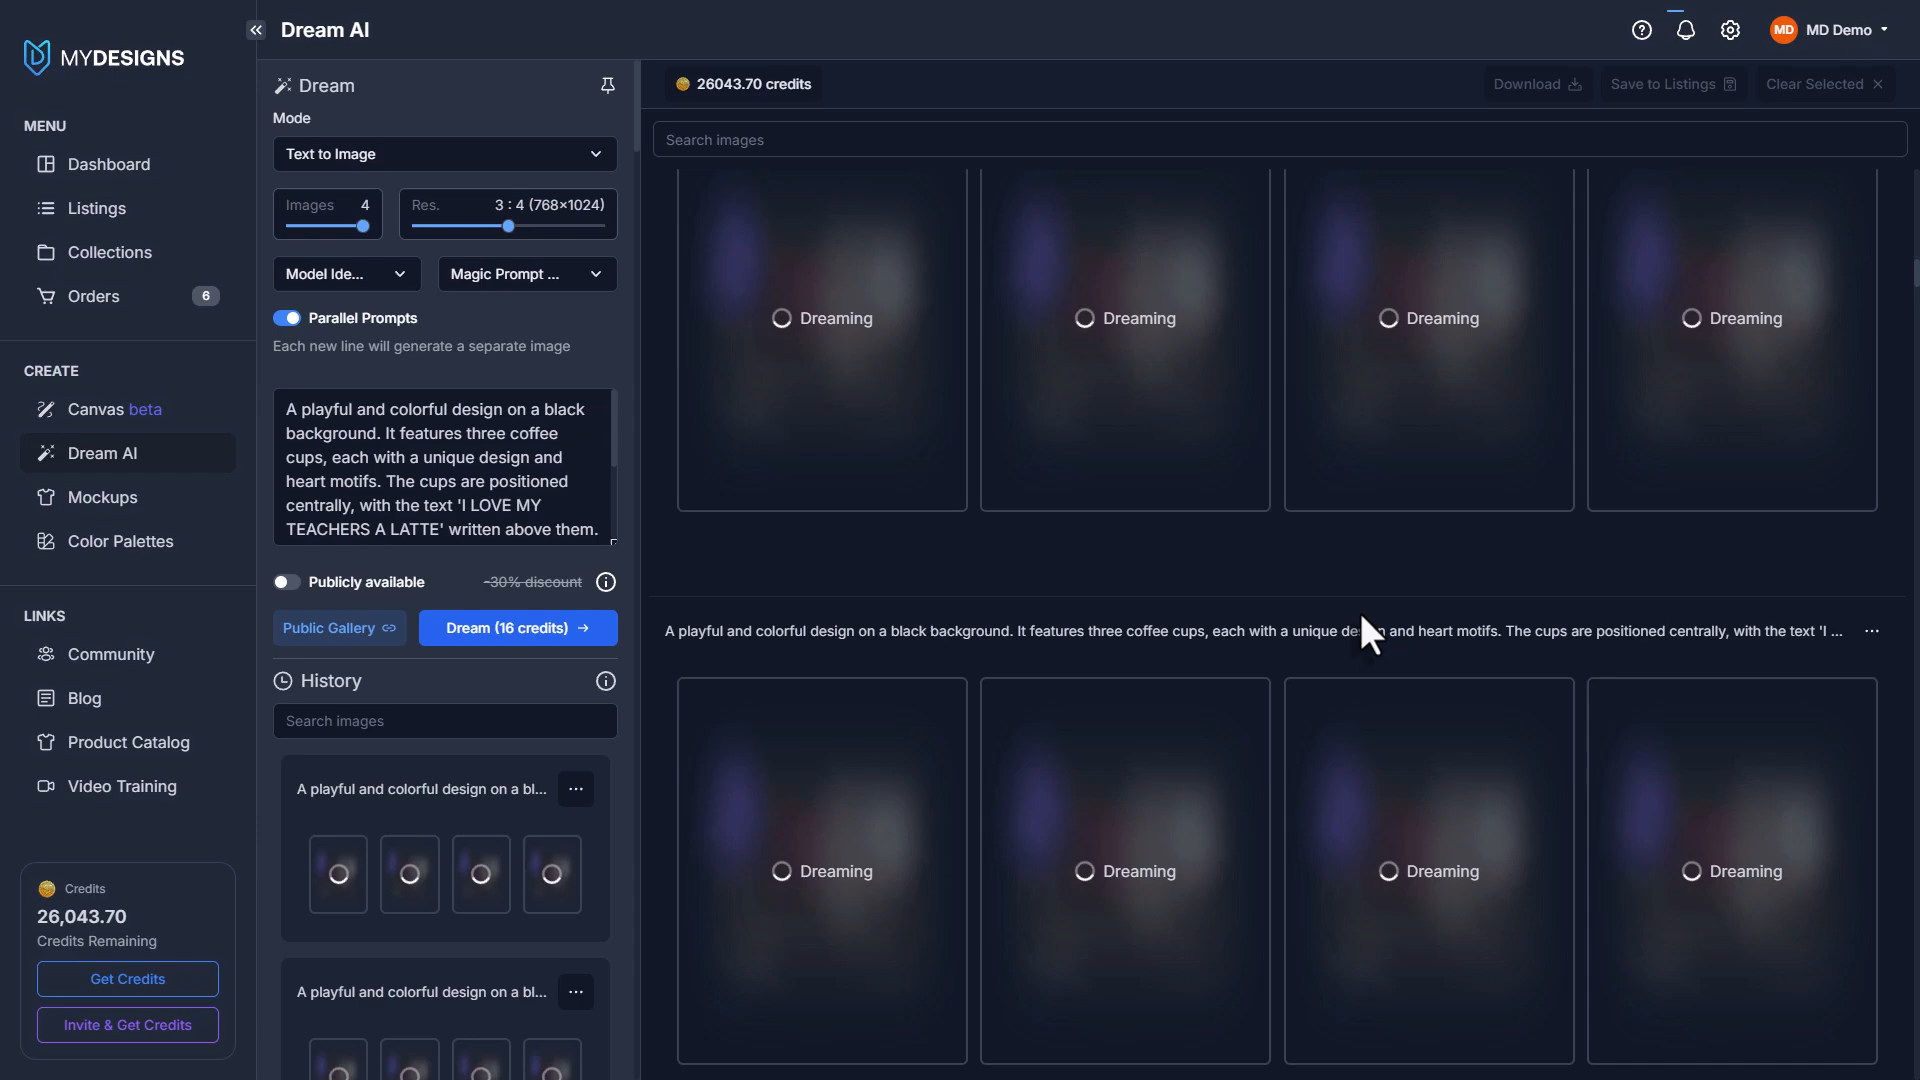 MYDESIGNS
Dream AI
MD
MD Demo
MENU
Dashboard
Listings
Collections
Orders
6
CREATE
Canvas beta
Dream AI
Mockups
Color Palettes
LINKS
Community
Blog
Product Catalog
Video Training
Credits
26,043.70
Credits Remaining
Get Credits
Invite & Get Credits
Dream
Mode
Text to Image
Images 4
Res. 3 : 4 (768×1024)
Model Ide...
Magic Prompt ...
Parallel Prompts
Each new line will generate a separate image
A playful and colorful design on a black
background. It features three coffee
cups, each with a unique design and
heart motifs. The cups are positioned
centrally, with the text 'I LOVE MY
TEACHERS A LATTE' written above them.
Publicly available
-30% discount
Public Gallery
Dream (16 credits)
History
Search images
A playful and colorful design on a bl...
A playful and colorful design on a bl...
26043.70 credits
Download
Save to Listings
Clear Selected
Search images
Dreaming
Dreaming
Dreaming
Dreaming
A playful and colorful design on a black background. It features three coffee cups, each with a unique and heart motifs. The cups are positioned centrally, with the text 'I ...
Dreaming
Dreaming
Dreaming
Dreaming